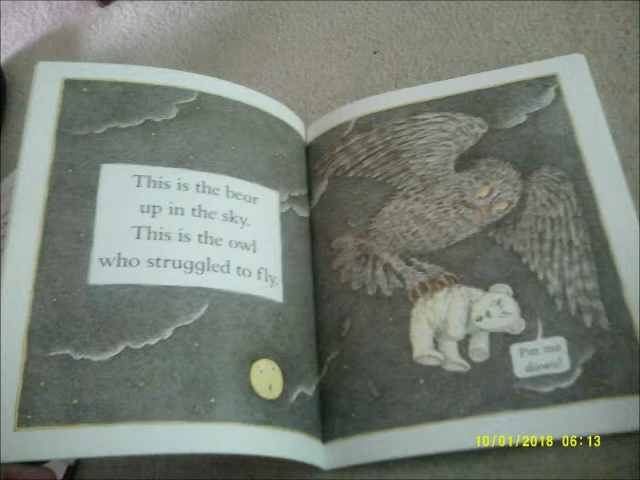 This is the bear
up in the sky.
This is the owl
who struggled to fly.
Put me
down!
10/01/2018 06:13